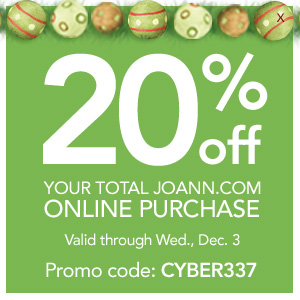 X
20% off
YOUR TOTAL JOANN.COM
ONLINE PURCHASE
Valid through Wed., Dec. 3
Promo code: CYBER337